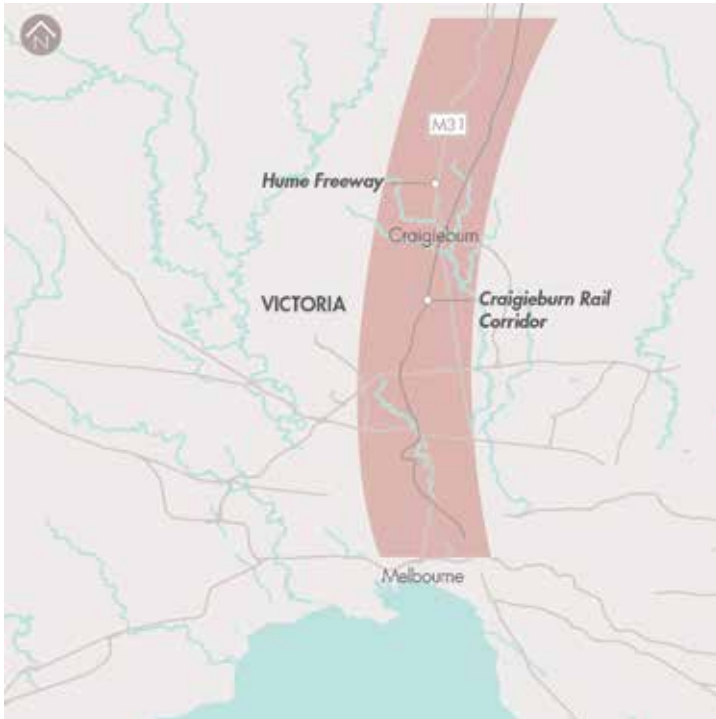 N
M31
Hume Freeway
Craigieburn
VICTORIA
Craigieburn Rail
Corridor
Melbourne